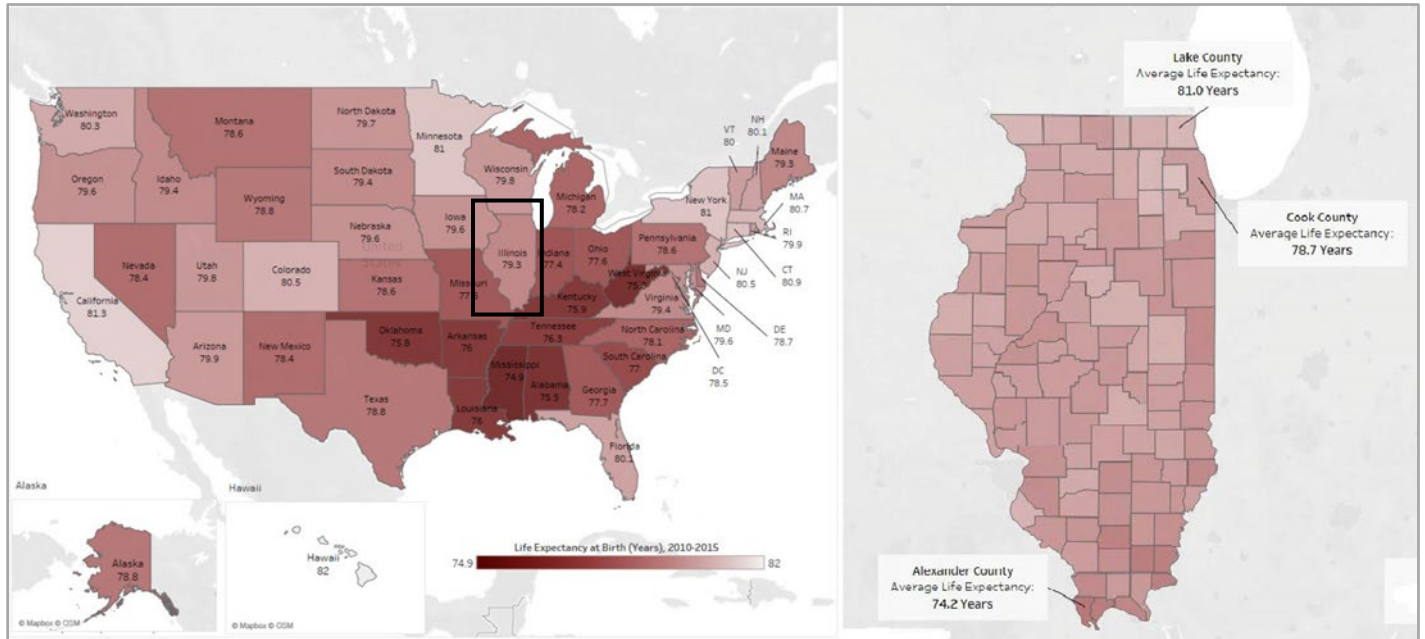 Washington
80.3
Montana
78.6
North Dakota
79.7
Minnesota
81
VT
80
NH
80.1
Maine
79.3
Oregon
79.6
Idaho
79.4
Wyoming
78.8
South Dakota
79.4
Wisconsin
79.8
Michigan
78.2
New York
81
MA
80.7
RI
79.9
CT
80.9
NJ
80.5
Nebraska
79.6
United
States
Iowa
79.6
Illinois
79.3
Indiana
77.4
Ohio
77.6
Pennsylvania
78.6
Nevada
78.4
Utah
79.8
Colorado
80.5
Kansas
78.6
Missouri
West Virginia
Virginia
79.4
Kentucky
75.9
California
81.3
Arizona
79.9
New Mexico
78.4
Oklahoma
75.8
Arkansas
76
Tennessee
76.3
North Carolina
78.1
MD
79.6
DE
78.7
DC
78.5
South Carolina
77
Mississippi
74.9
Alabama
75.5
Georgia
77.7
Texas
78.8
Louisiana
76
Florida
80.1
Alaska
Alaska
78.8
© Mapbox © OSM
Hawaii
Hawaii
82
© Mapbox © OSM
Life Expectancy at Birth (Years), 2010-2015
74.9
82
Lake County
Average Life Expectancy:
81.0 Years
Cook County
Average Life Expectancy:
78.7 Years
Alexander County
Average Life Expectancy:
74.2 Years